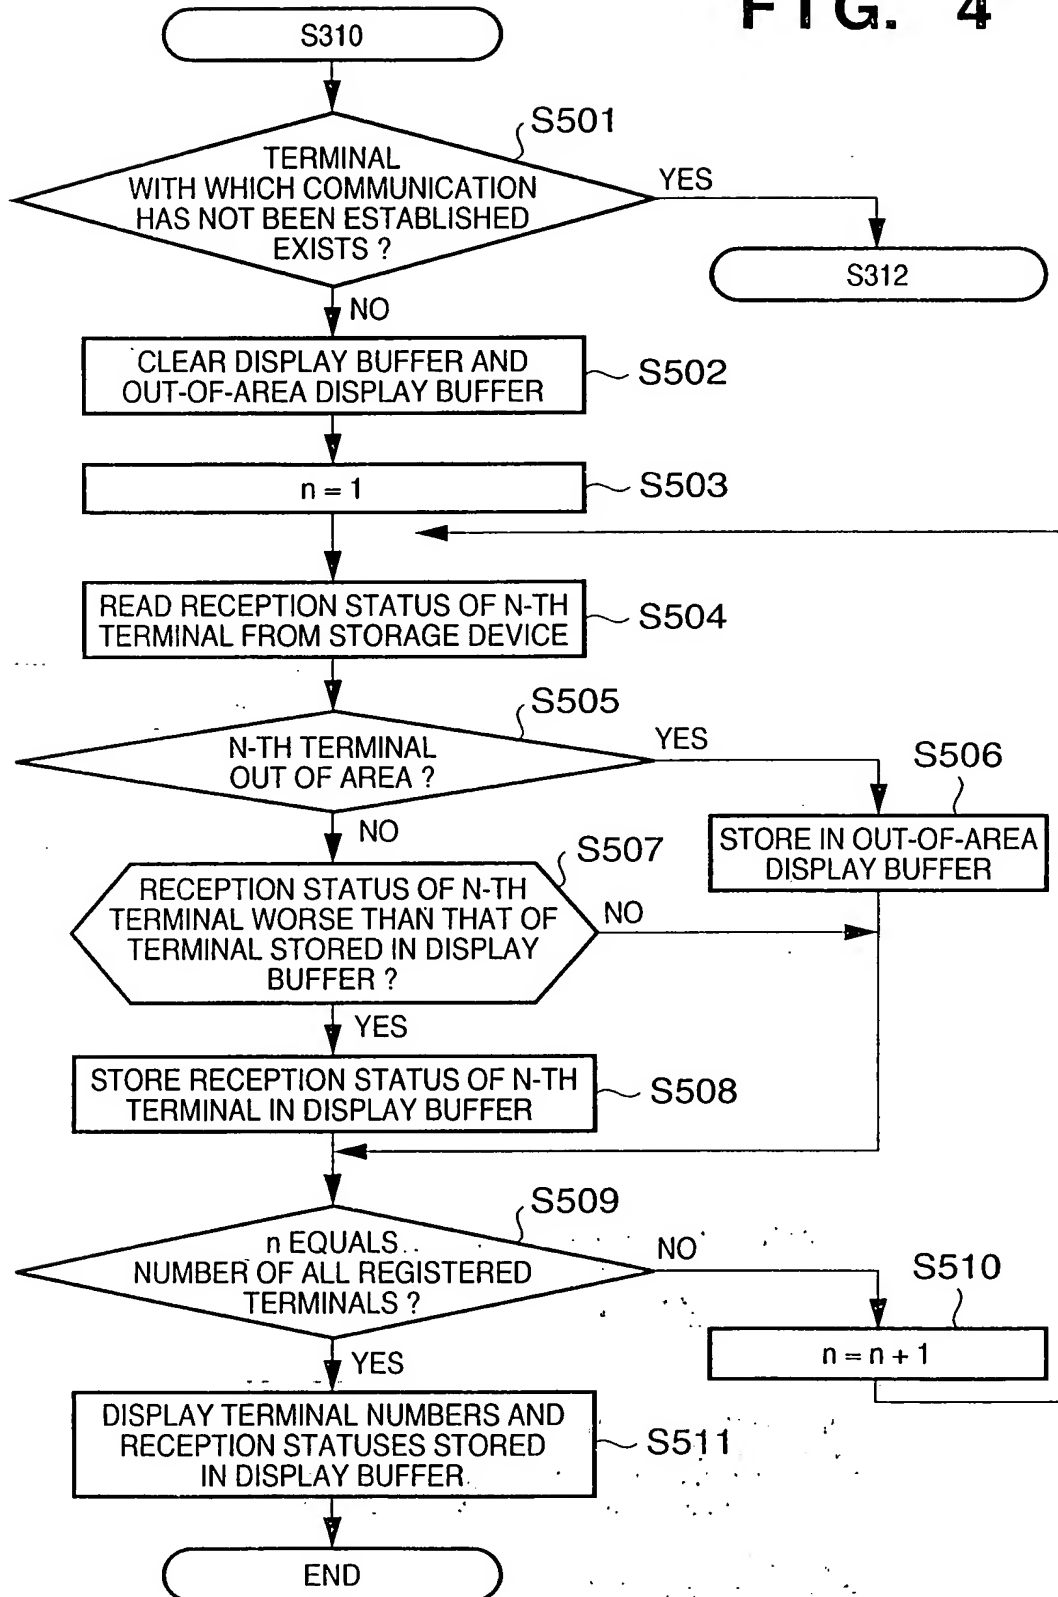 FIG. 4
S310
S501
TERMINAL
WITH WHICH COMMUNICATION
HAS NOT BEEN ESTABLISHED
EXISTS ?
YES
S312
NO
CLEAR DISPLAY BUFFER AND
OUT-OF-AREA DISPLAY BUFFER
S502
n = 1
S503
READ RECEPTION STATUS OF N-TH
TERMINAL FROM STORAGE DEVICE
S504
S505
N-TH TERMINAL
OUT OF AREA ?
YES
S506
STORE IN OUT-OF-AREA
DISPLAY BUFFER
NO
S507
RECEPTION STATUS OF N-TH
TERMINAL WORSE THAN THAT OF
TERMINAL STORED IN DISPLAY
BUFFER ?
NO
YES
STORE RECEPTION STATUS OF N-TH
TERMINAL IN DISPLAY BUFFER
S508
S509
n EQUALS
NUMBER OF ALL REGISTERED
TERMINALS ?
NO
S510
n = n + 1
YES
DISPLAY TERMINAL NUMBERS AND
RECEPTION STATUSES STORED
IN DISPLAY BUFFER
S511
END